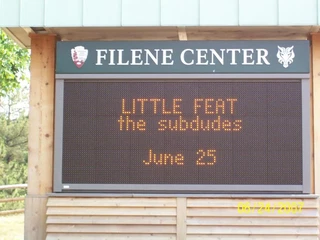 FILENE CENTER
LITTLE FEAT
the subdudes
June 25